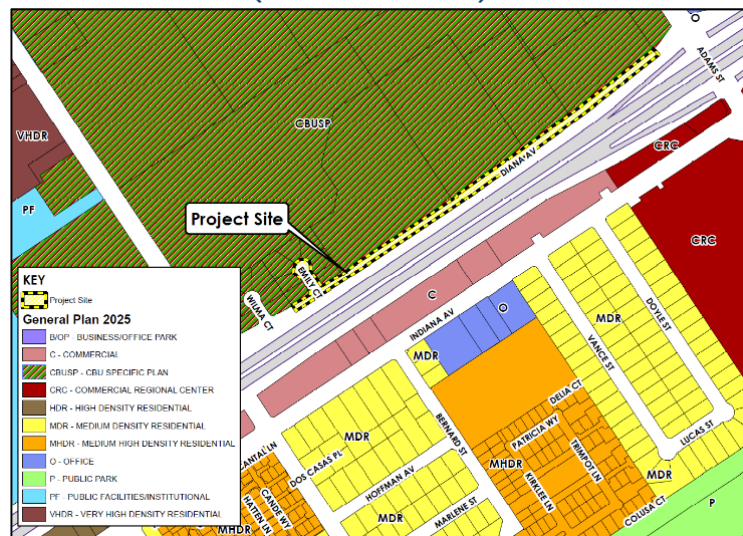 O
ADAMS ST
CBUSP
VHDR
DIANA AV
CRC
PF
Project Site
CRC
EMILY CT
WILMA CT
C
O
INDIANA AV
MDR
MDR
DOYLE ST
VANCE ST
BERNARD ST
DELIA CT
PATRICIA WY
LUCAS ST
MDR
DOS CASAS PL
HOFFMAN AV
MHDR
TRIMPOT LN
KIRKLEE LN
MDR
MDR
MARLENE ST
COLUSA CT
P
CANDE WY
HATTEN LN
MHDR
KEY
Project Site
General Plan 2025
B/OP - BUSINESS/OFFICE PARK
C - COMMERCIAL
CBUSP - CBU SPECIFIC PLAN
CRC - COMMERCIAL REGIONAL CENTER
HDR - HIGH DENSITY RESIDENTIAL
MDR - MEDIUM DENSITY RESIDENTIAL
MHDR - MEDIUM HIGH DENSITY RESIDENTIAL
O - OFFICE
P - PUBLIC PARK
PF - PUBLIC FACILITIES/INSTITUTIONAL
VHDR - VERY HIGH DENSITY RESIDENTIAL